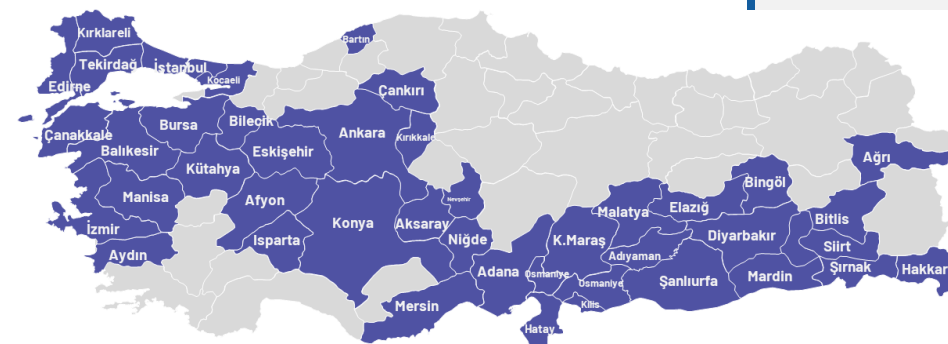 Kırklareli
Tekirdağ
İstanbul
Kocaeli
Edirne
Bartın
Çankırı
Çanakkale
Bursa
Bilecik
Ankara
Kırıkkale
Balıkesir
Eskişehir
Kütahya
Ağrı
Manisa
Afyon
Nevşehir
Bingöl
Elazığ
Malatya
İzmir
Konya
Aksaray
Bitlis
Isparta
Niğde
K.Maraş
Diyarbakır
Siirt
Aydın
Adıyaman
Adana
Osmaniye
Osmaniye
Şanlıurfa
Mardin
Şırnak
Hakkar
Mersin
Kilis
Hatay